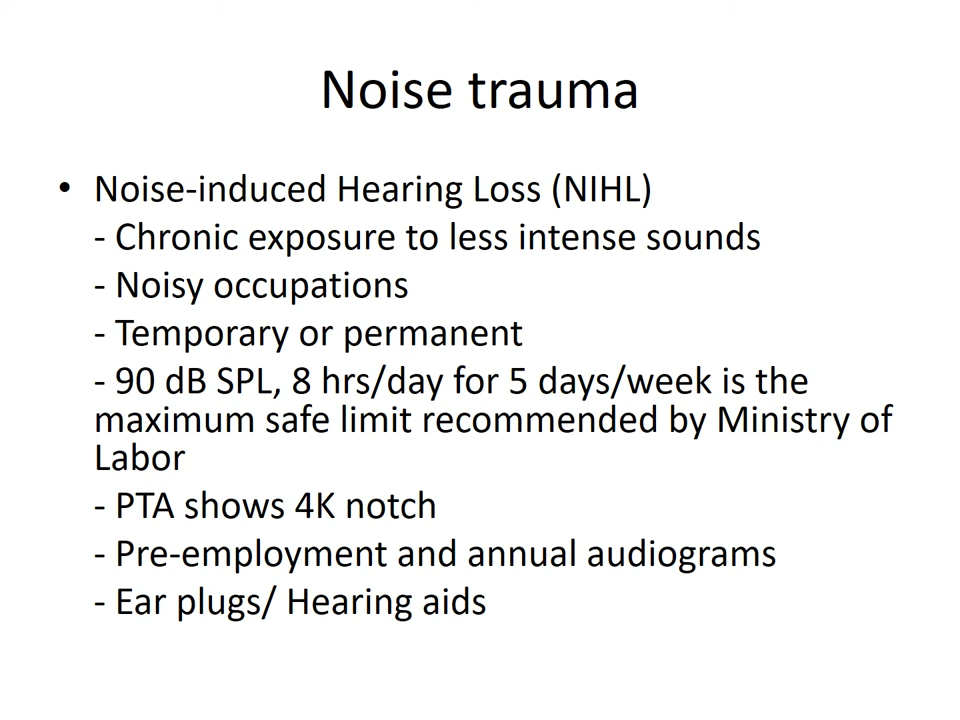 Noise trauma
• Noise-induced Hearing Loss (NIHL)
- Chronic exposure to less intense sounds
- Noisy occupations
- Temporary or permanent
- 90 dB SPL, 8 hrs/day for 5 days/week is the
maximum safe limit recommended by Ministry of
Labor
- PTA shows 4K notch
- Pre-employment and annual audiograms
- Ear plugs/ Hearing aids